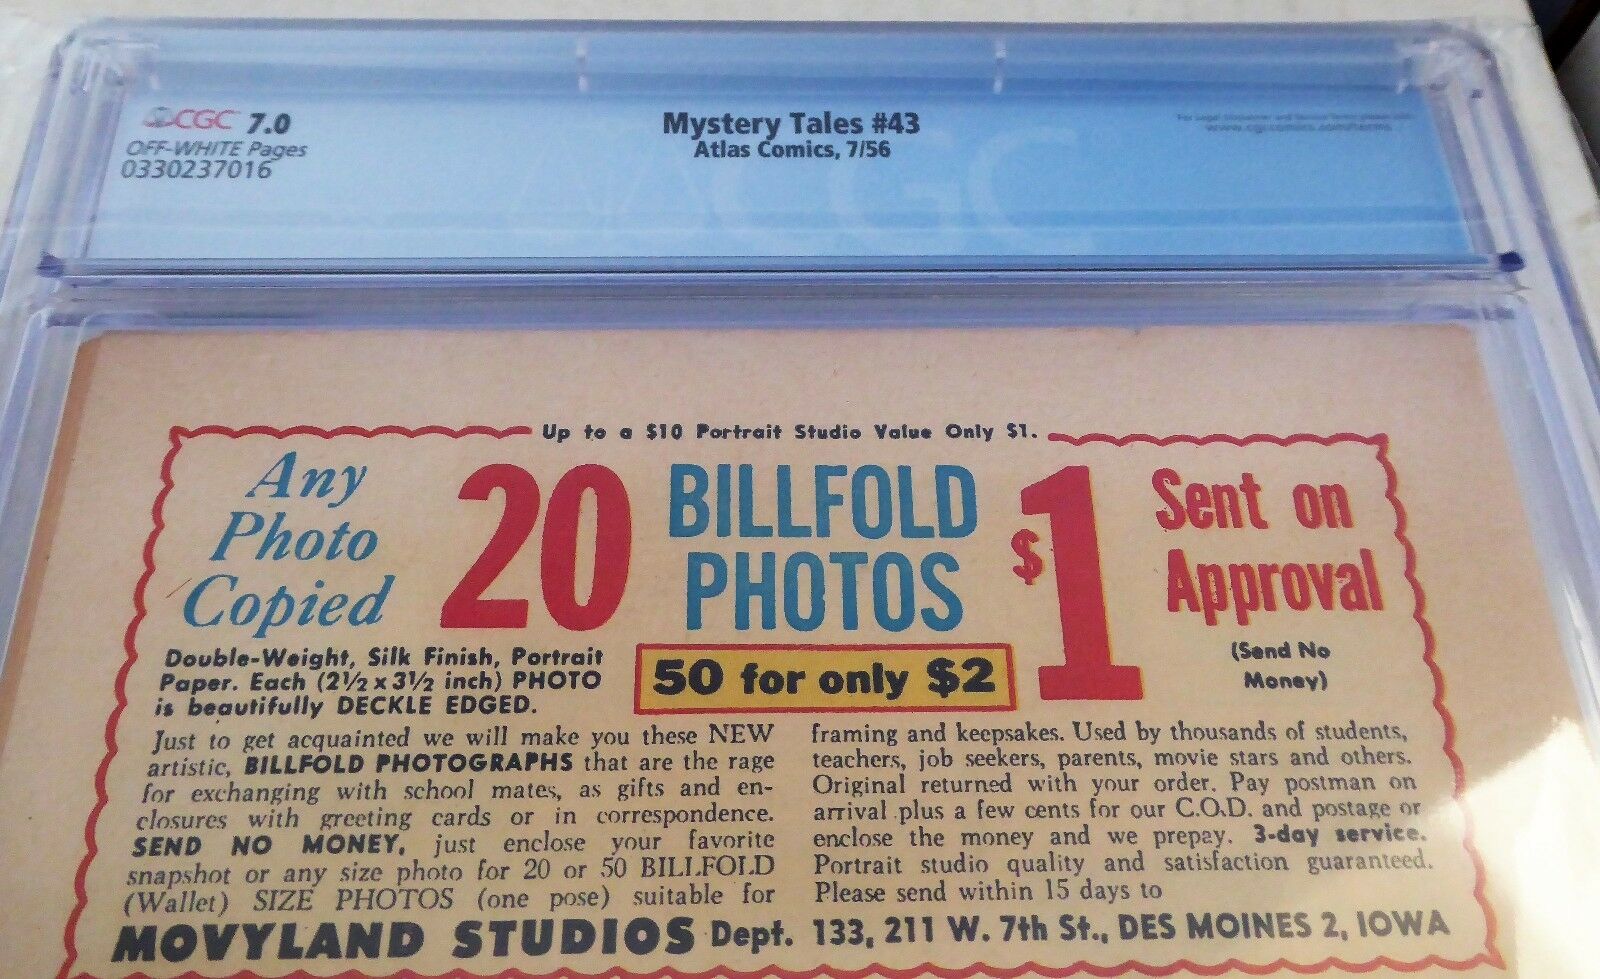 CGC 7.0
OFF-WHITE Pages
0330237016
Mystery Tales #43
Atlas Comics, 7/56
www.cgccomics.com/terms
CGC
Up to a $10 Portrait Studio Value Only $1.
Any
Photo
Copied
20
BILLFOLD
PHOTOS
$1
Sent on
Approval
(Send No
Money)
50 for only $2
Double-Weight, Silk Finish, Portrait
Paper. Each (2½ x 3½ inch) PHOTO
is beautifully DECKLE EDGED.
Just to get acquainted we will make you these NEW
artistic, BILLFOLD PHOTOGRAPHS that are the rage
for exchanging with school mates, as gifts and en-
closures with greeting cards or in correspondence.
SEND NO MONEY, just enclose your favorite
snapshot or any size photo for 20 or 50 BILLFOLD
(Wallet) SIZE PHOTOS (one pose) suitable for
framing and keepsakes. Used by thousands of students,
teachers, job seekers, parents, movie stars and others.
Original returned with your order. Pay postman on
arrival plus a few cents for our C.O.D. and postage or
enclose the money and we prepay. 3-day service.
Portrait studio quality and satisfaction guaranteed.
Please send within 15 days to
MOVYLAND STUDIOS Dept. 133, 211 W. 7th St., DES MOINES 2, IOWA